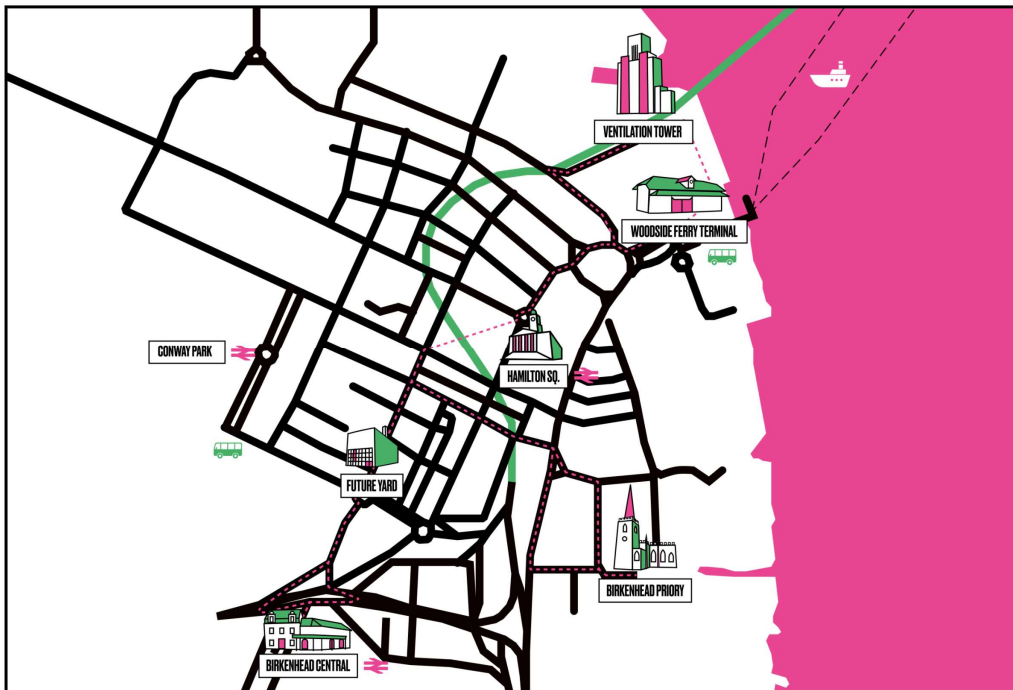 VENTILATION TOWER
WOODSIDE FERRY TERMINAL
CONWAY PARK
HAMILTON SQ.
FUTURE YARD
BIRKENHEAD PRIORY
BIRKENHEAD CENTRAL